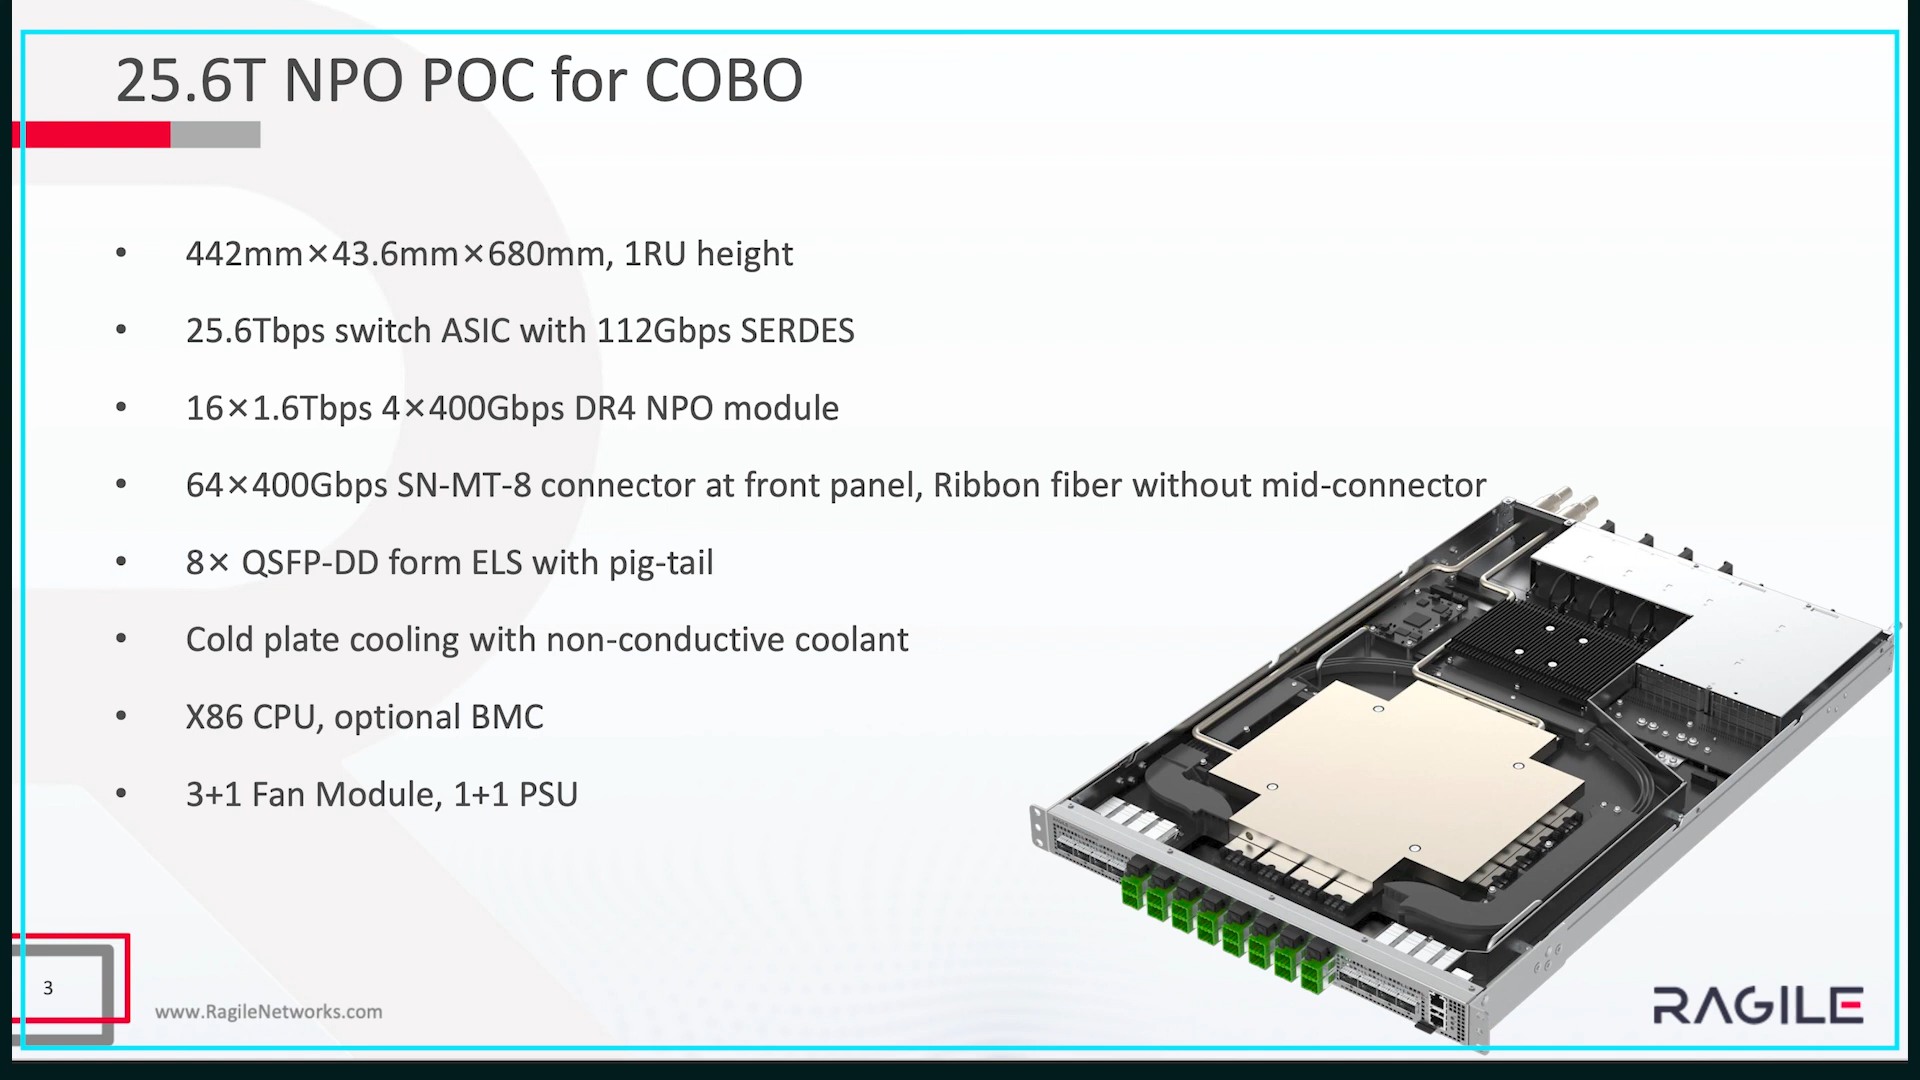 25.6T NPO POC for COBO
• 442mm×43.6mm×680mm, 1RU height
• 25.6Tbps switch ASIC with 112Gbps SERDES
• 16×1.6Tbps 4×400Gbps DR4 NPO module
• 64×400Gbps SN-MT-8 connector at front panel, Ribbon fiber without mid-connector
• 8× QSFP-DD form ELS with pig-tail
• Cold plate cooling with non-conductive coolant
• X86 CPU, optional BMC
• 3+1 Fan Module, 1+1 PSU
3
www.RagileNetworks.com
RAGILE